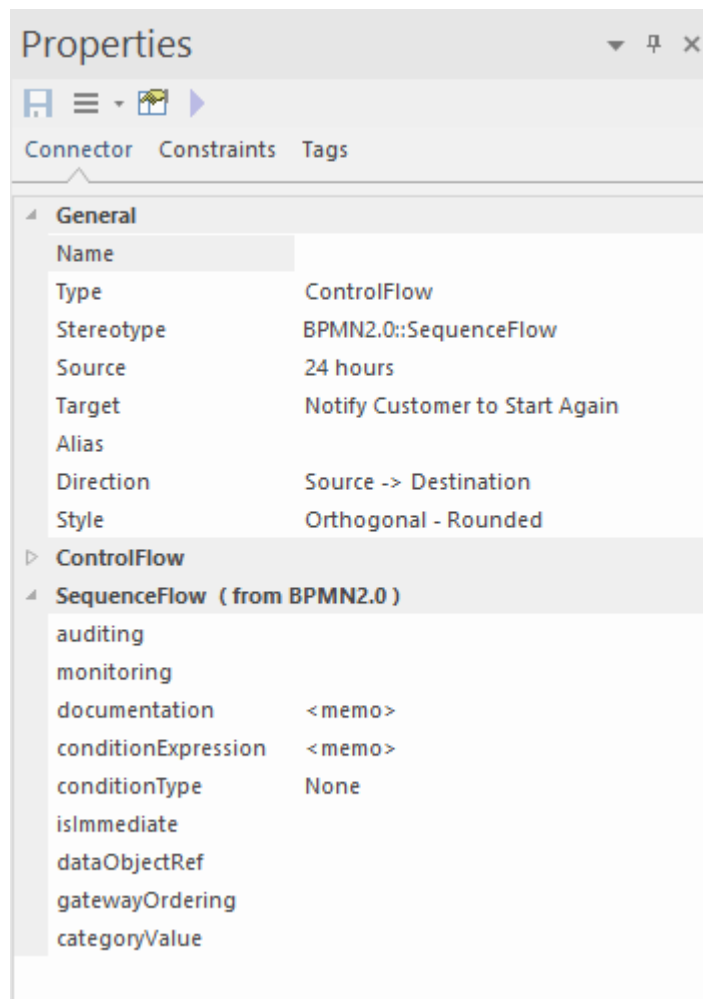 Properties
Connector Constraints Tags
General
Name
Type ControlFlow
Stereotype BPMN2.0::SequenceFlow
Source 24 hours
Target Notify Customer to Start Again
Alias
Direction Source -> Destination
Style Orthogonal - Rounded
ControlFlow
SequenceFlow ( from BPMN2.0 )
auditing
monitoring
documentation <memo>
conditionExpression <memo>
conditionType None
isImmediate
dataObjectRef
gatewayOrdering
categoryValue